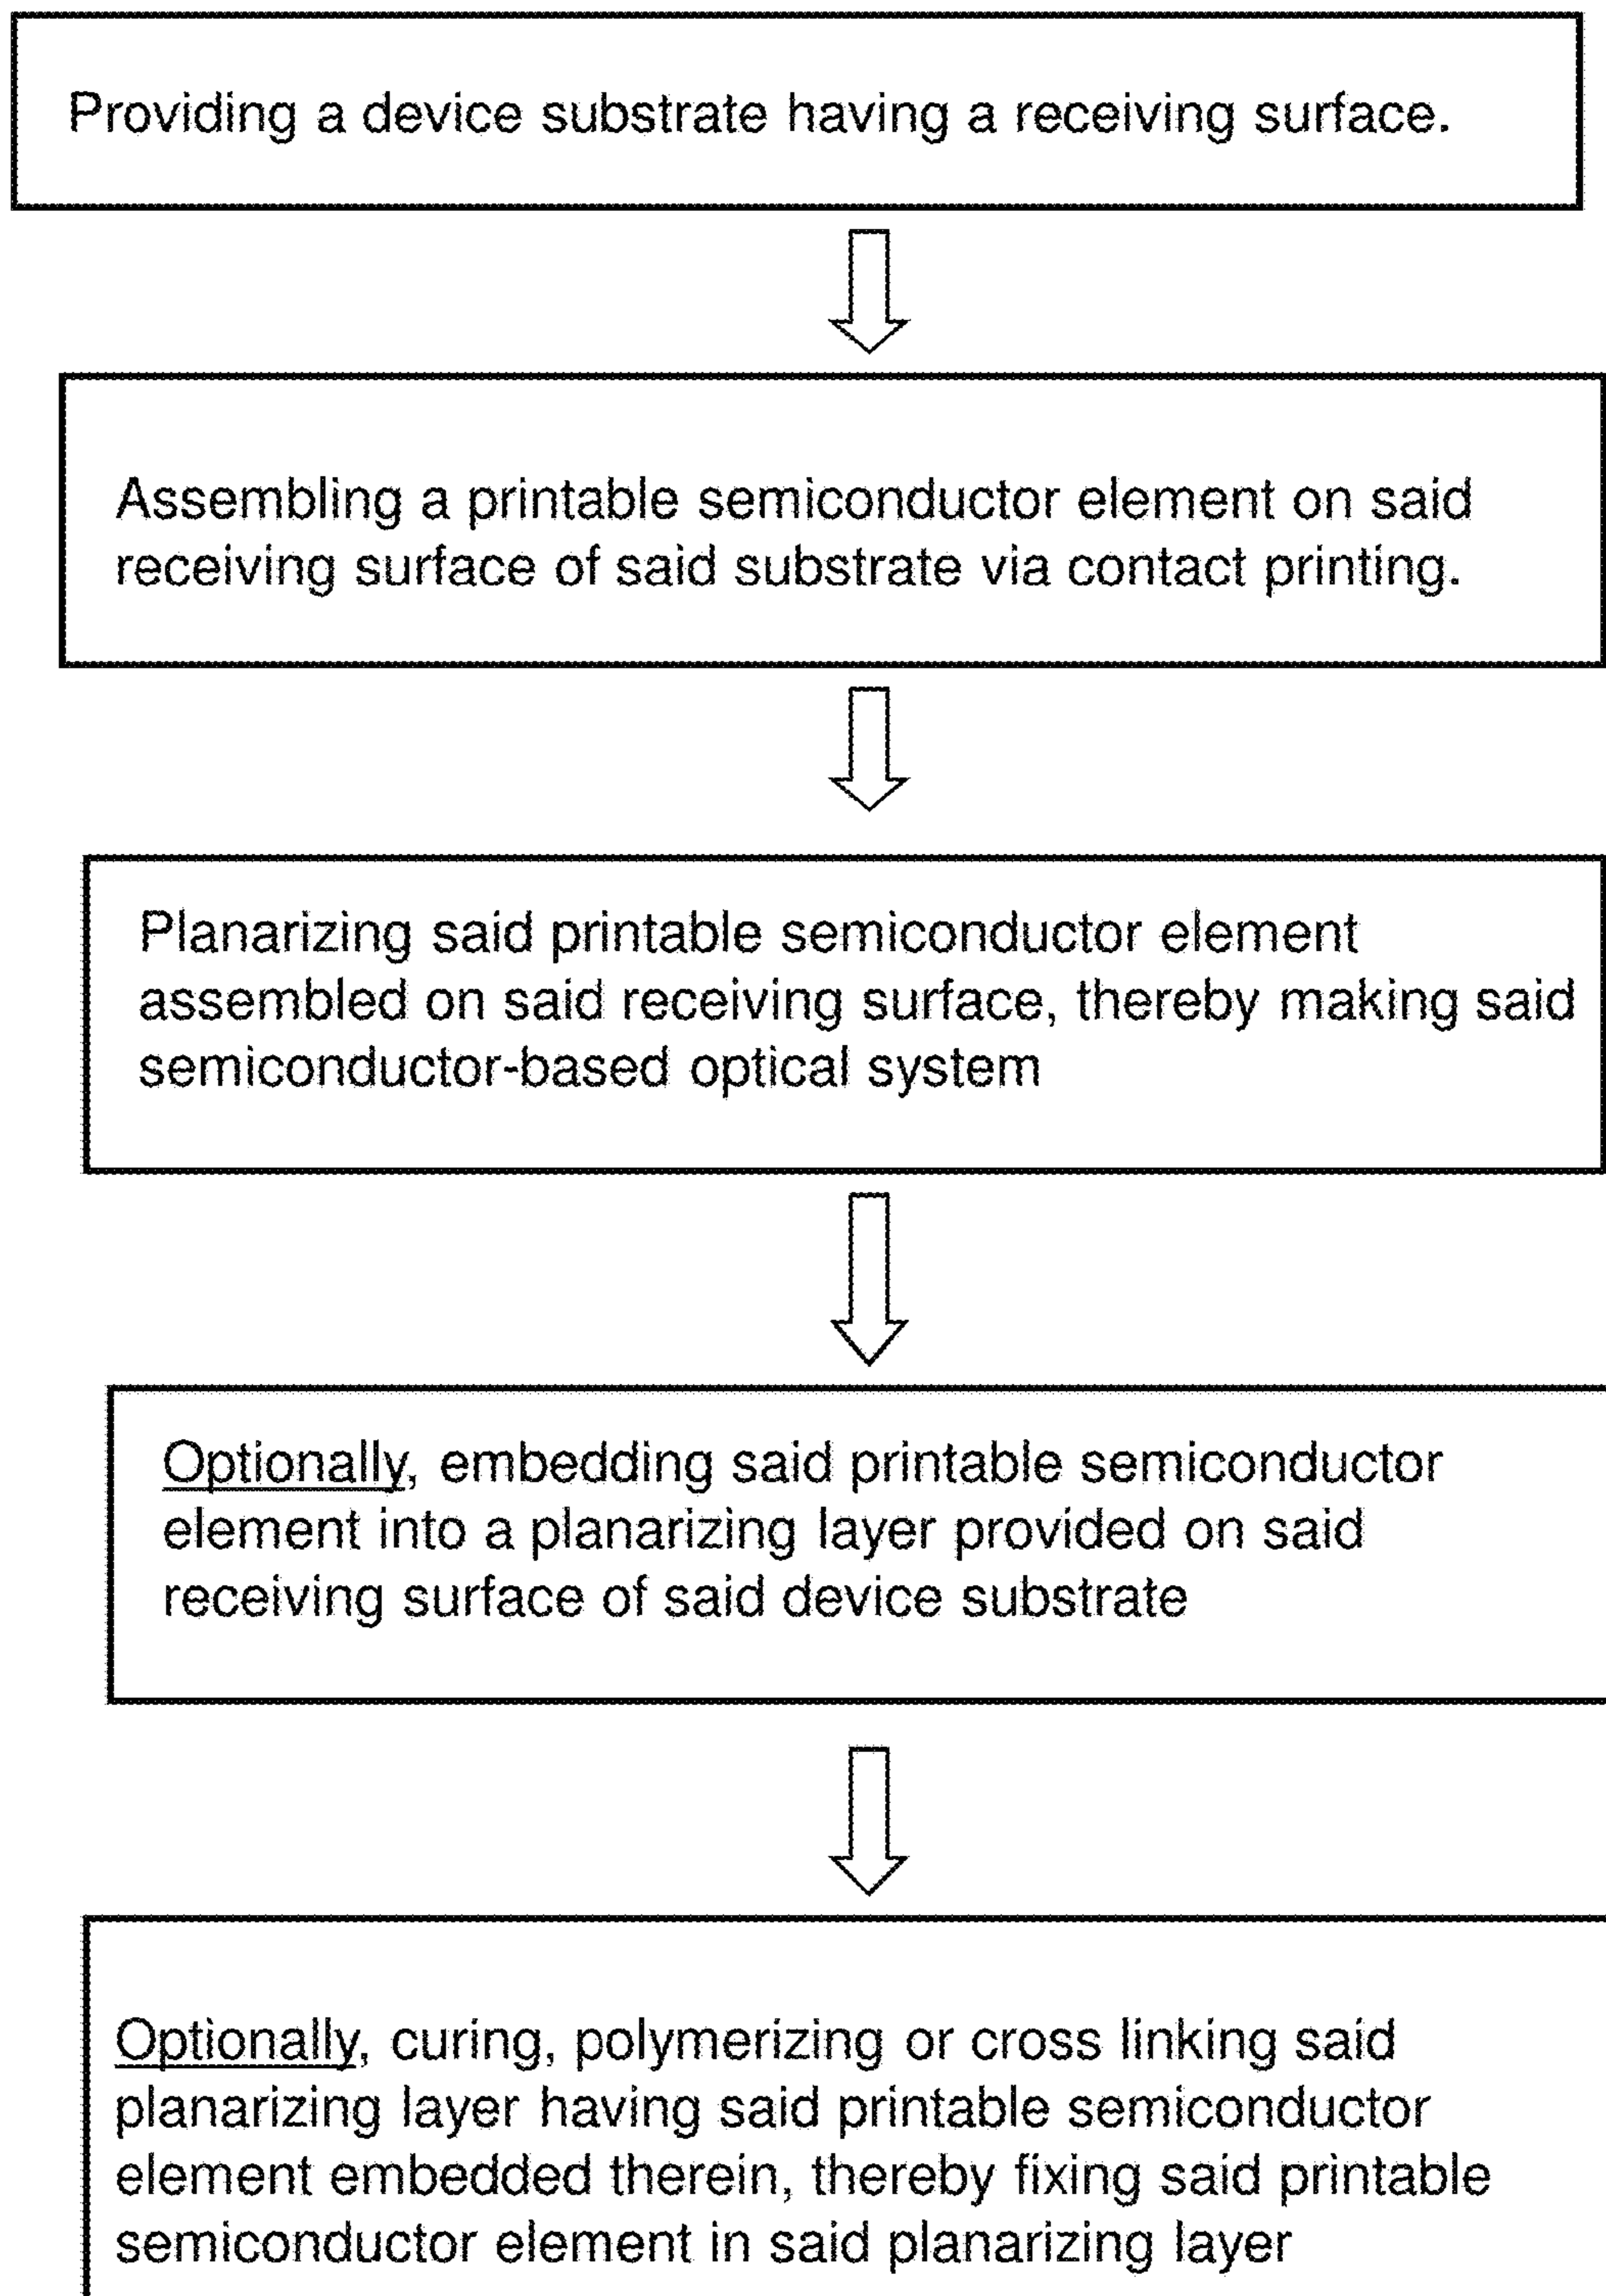 Providing a device substrate having a receiving surface.
Assembling a printable semiconductor element on said
receiving surface of said substrate via contact printing.
Planarizing said printable semiconductor element
assembled on said receiving surface, thereby making said
semiconductor-based optical system
Optionally, embedding said printable semiconductor
element into a planarizing layer provided on said
receiving surface of said device substrate
Optionally, curing, polymerizing or cross linking said
planarizing layer having said printable semiconductor
element embedded therein, thereby fixing said printable
semiconductor element in said planarizing layer